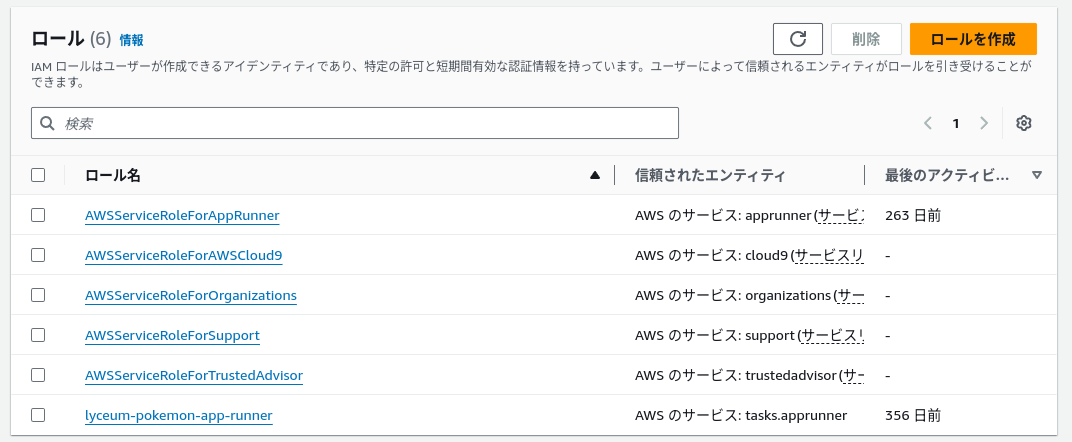 ロール (6) 情報
削除
ロールを作成
IAM ロールはユーザーが作成できるアイデンティティであり、特定の許可と短期間有効な認証情報を持っています。ユーザーによって信頼されるエンティティがロールを引き受けることが
できます。
検索
1
ロール名 信頼されたエンティティ 最後のアクティビ...
AWSServiceRoleForAppRunner AWS のサービス: apprunner (サービス 263 日前
AWSServiceRoleForAWSCloud9 AWS のサービス: cloud9 (サービスリ -
AWSServiceRoleForOrganizations AWS のサービス: organizations (サー -
AWSServiceRoleForSupport AWS のサービス: support (サービスリ -
AWSServiceRoleForTrustedAdvisor AWS のサービス: trustedadvisor (サー -
lyceum-pokemon-app-runner AWS のサービス: tasks.apprunner 356 日前